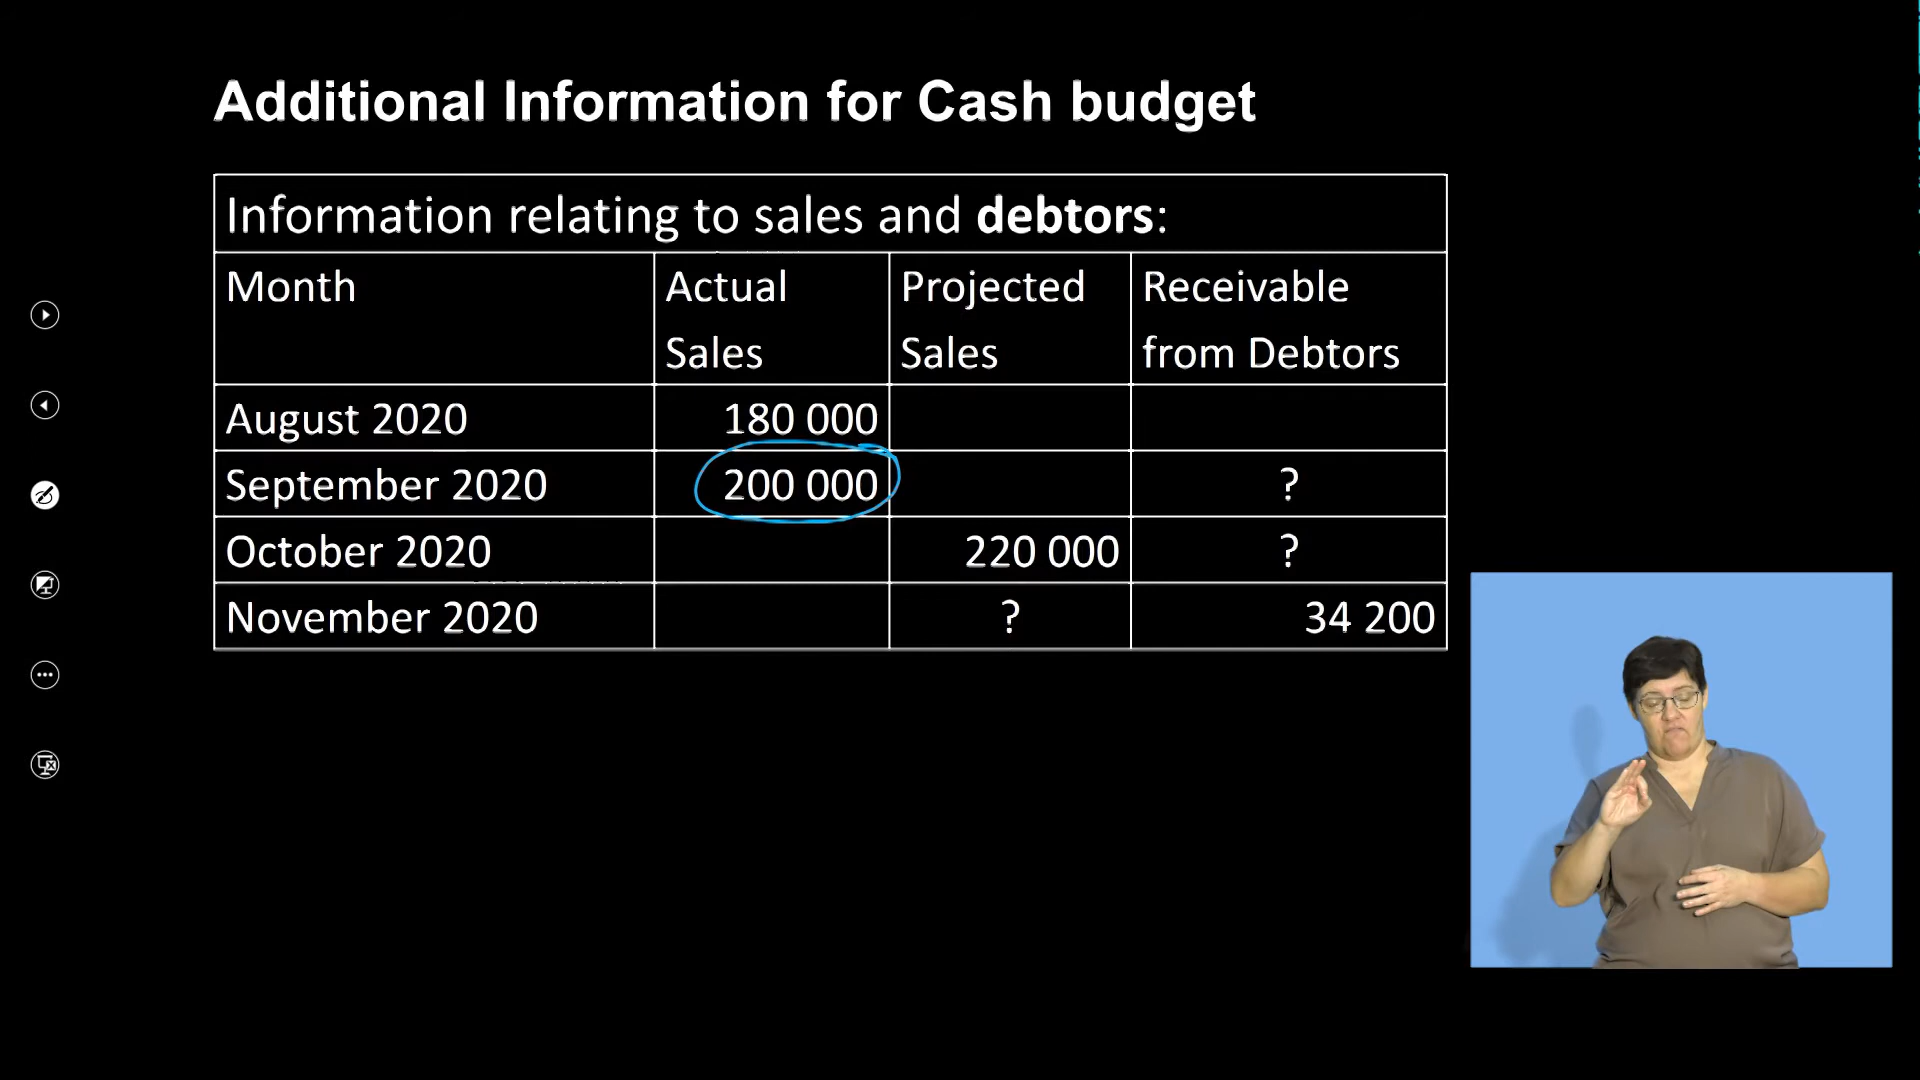 Additional Information for Cash budget
Information relating to sales and debtors:
Month Actual Sales Projected Sales Receivable from Debtors
August 2020 180 000
September 2020 200 000 ?
October 2020 220 000 ?
November 2020 ? 34 200